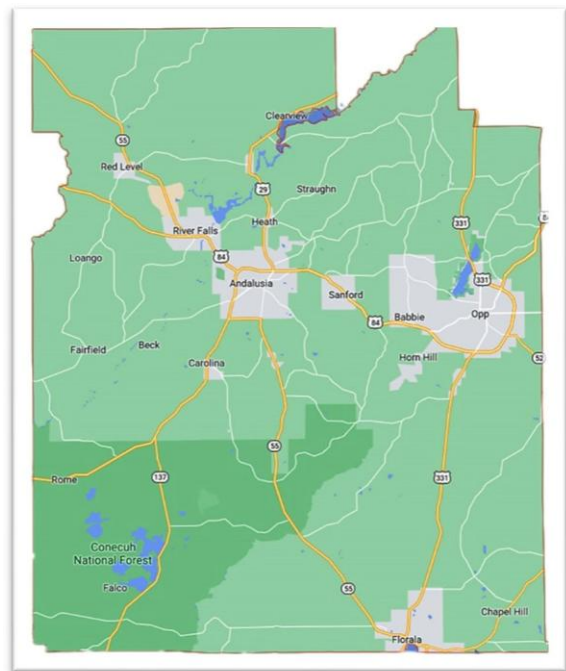 Clearview
55
Red Level
29
Straughn
River Falls
Heath
331
84
Loango
84
331
Andalusia
Sanford
Babbie
Opp
84
Fairfield
Beck
Horn Hill
52
Carolina
55
Rome
137
331
Conecuh
National Forest
Falco
55
Chapel Hill
Florala